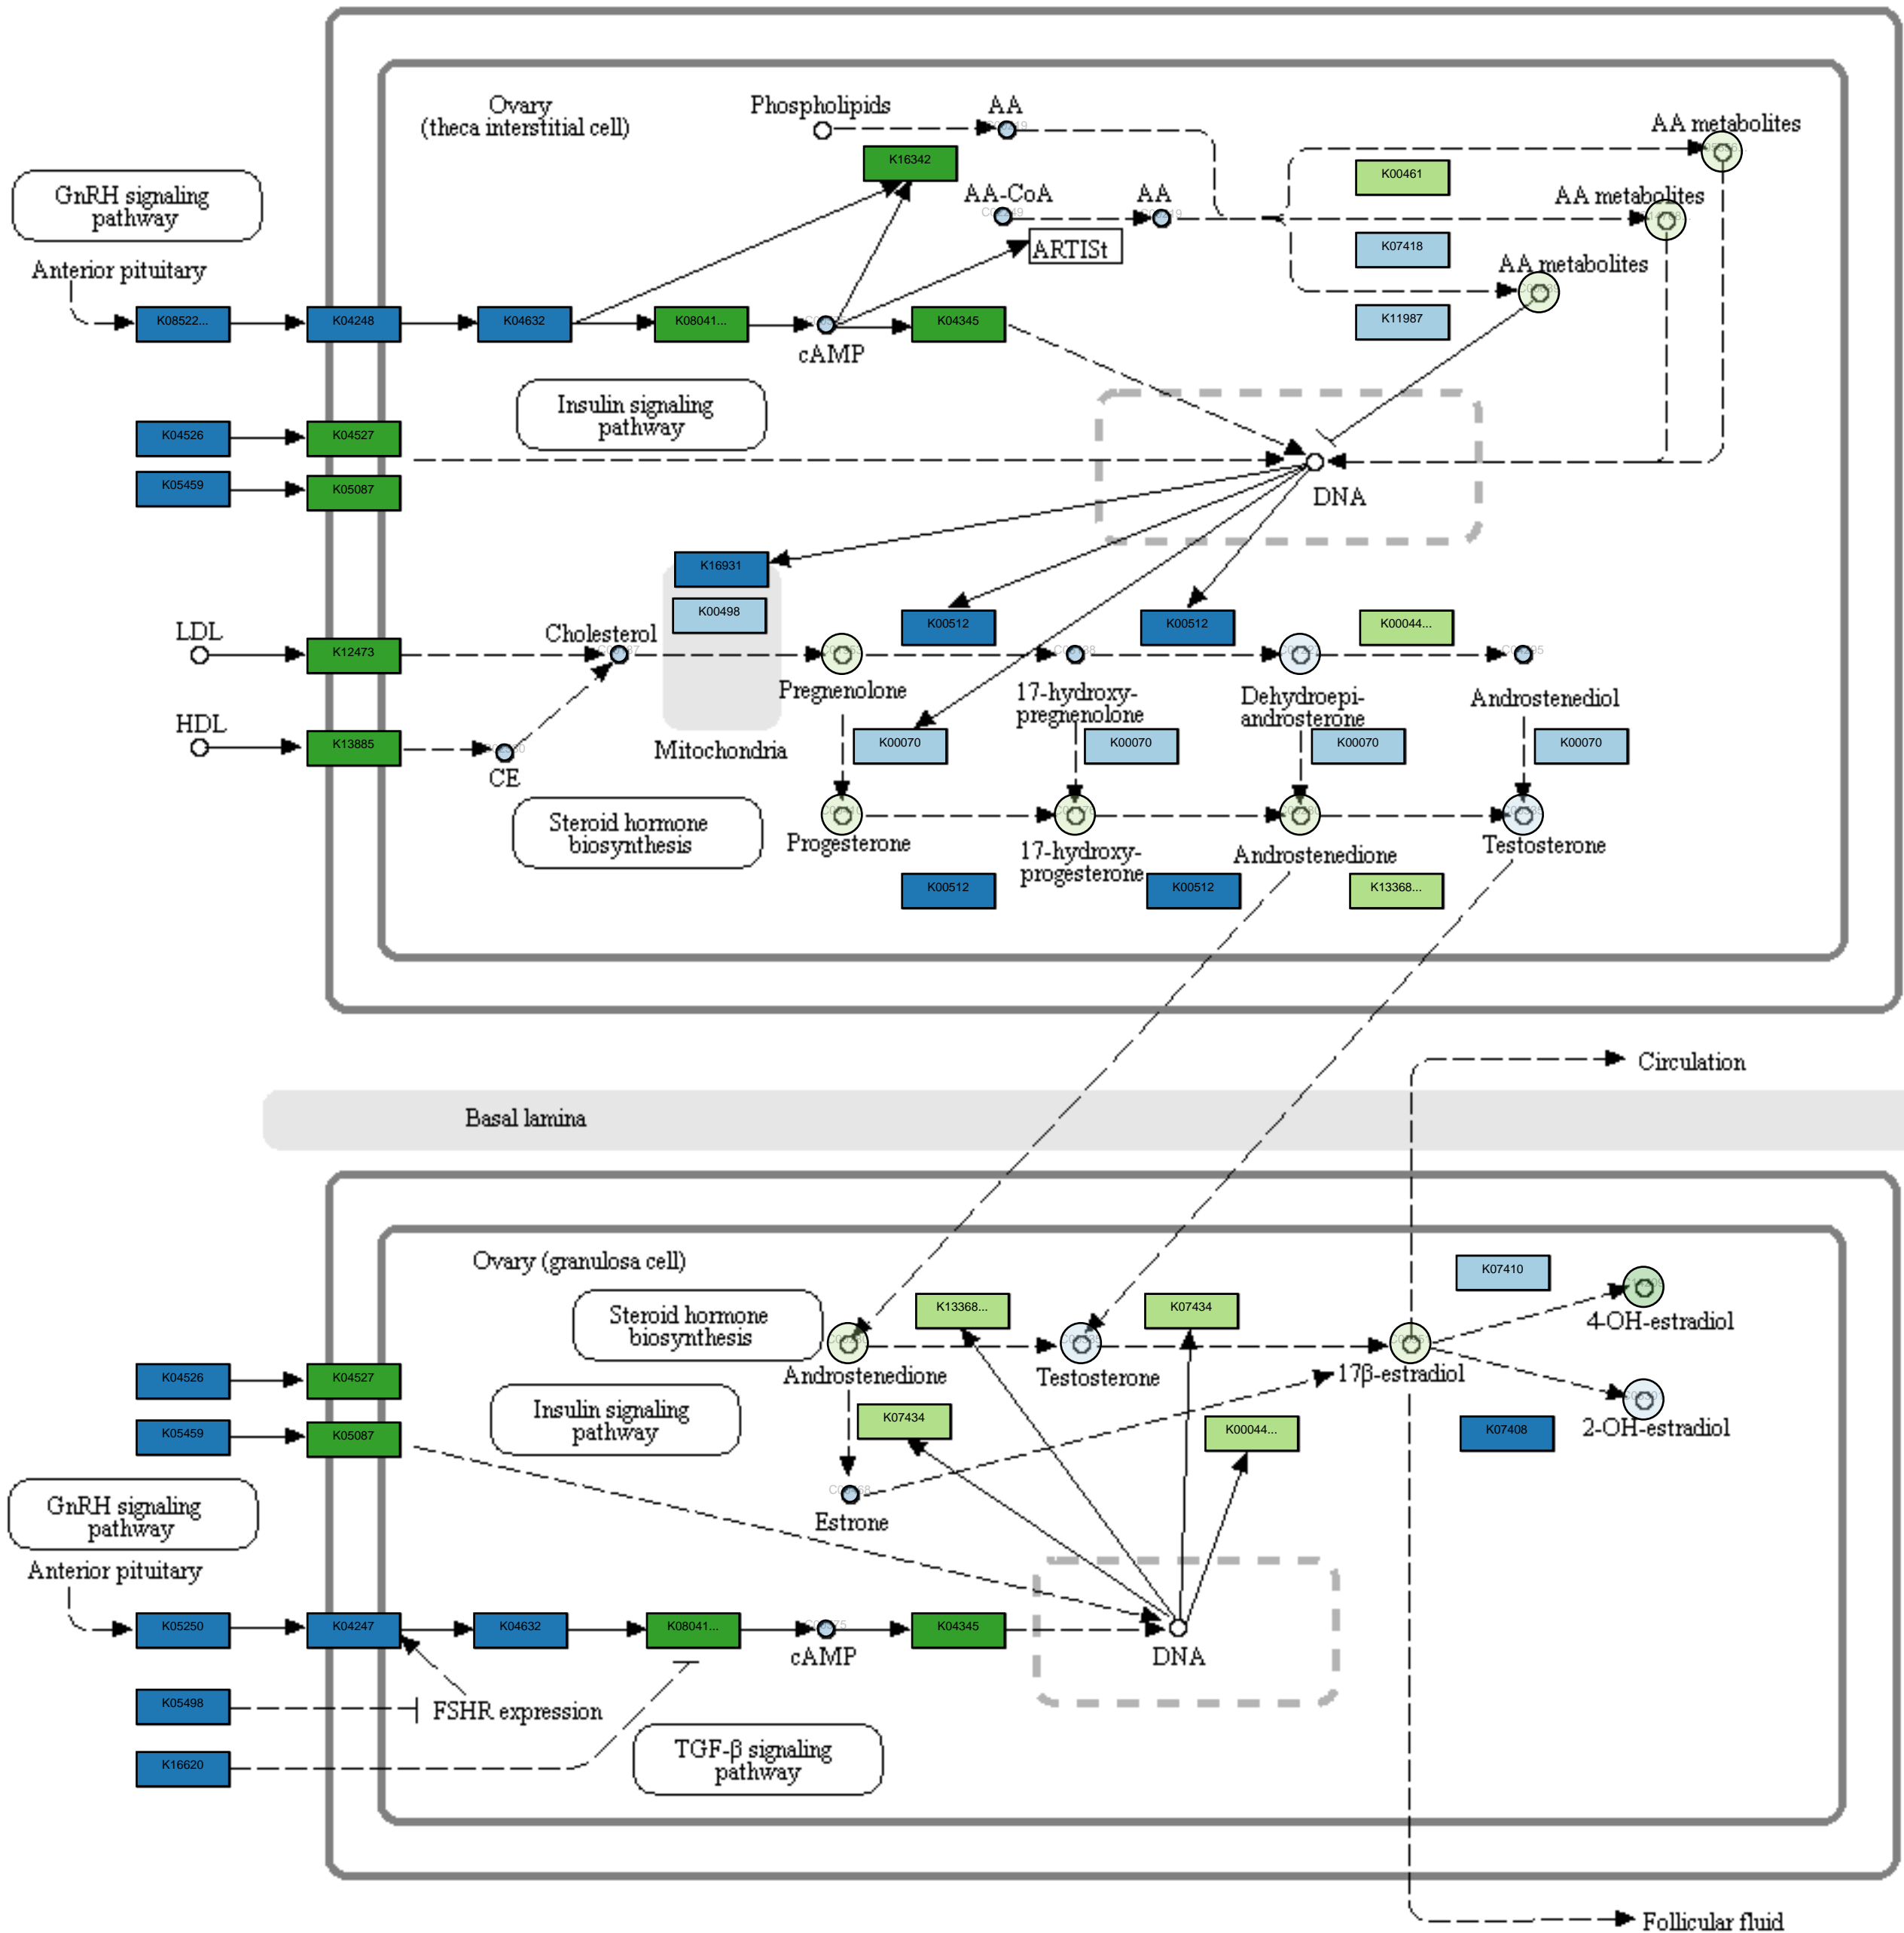 Ovary
(theca interstitial cell)
Phospholipids
AA
AA metabolites
K16342
K00461
GnRH signaling
pathway
AA-CoA
AA
AA metabolites
ARTISt
K07418
AA metabolites
Anterior pituitary
K08522...
K04248
K04632
K08041...
cAMP
K04345
K11987
Insulin signaling
pathway
K04526
K04527
K05459
K05087
DNA
K16931
K00498
K00512
K00512
K00044...
LDL
K12473
Cholesterol
Pregnenolone
17-hydroxy-
pregnenolone
Dehydroepi-
androsterone
Androstenediol
HDL
K13885
CE
Mitochondria
K00070
K00070
K00070
K00070
Steroid hormone
biosynthesis
Progesterone
17-hydroxy-
progesterone
Androstenedione
Testosterone
K00512
K00512
K13368...
Circulation
Basal lamina
Ovary (granulosa cell)
K07410
Steroid hormone
biosynthesis
K13368...
K07434
4-OH-estradiol
Androstenedione
Testosterone
17β-estradiol
K04526
K04527
Insulin signaling
pathway
K07434
K00044...
K07408
2-OH-estradiol
K05459
K05087
Estrone
GnRH signaling
pathway
Anterior pituitary
K05250
K04247
K04632
K08041...
cAMP
K04345
DNA
K05498
FSHR expression
K16620
TGF-β signaling
pathway
Follicular fluid